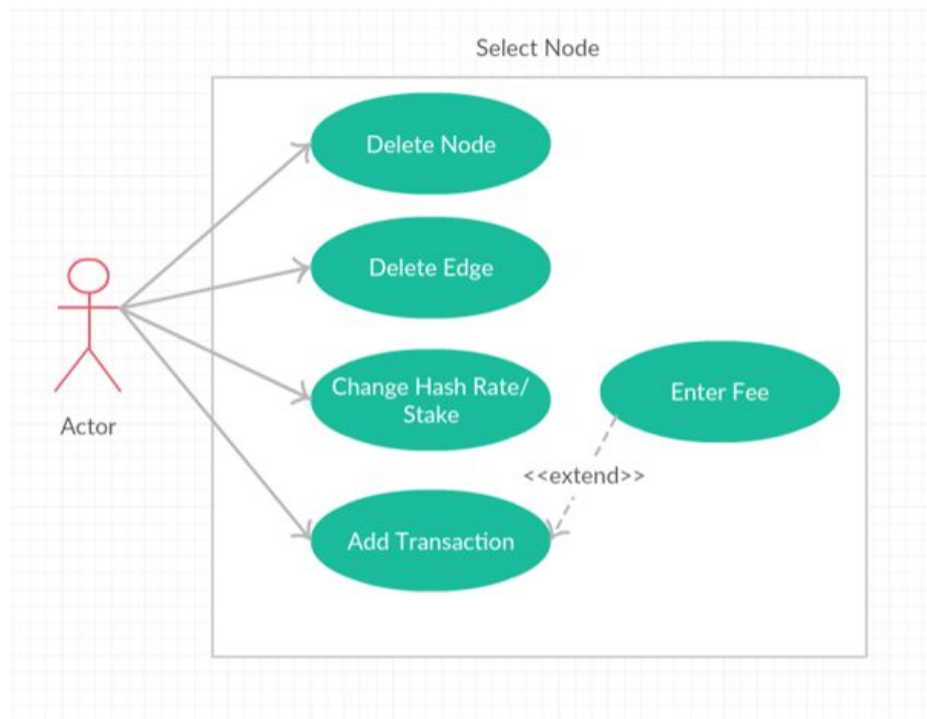 Select Node
Delete Node
Delete Edge
Change Hash Rate/
Stake
Enter Fee
Actor
<<extend>>
Add Transaction